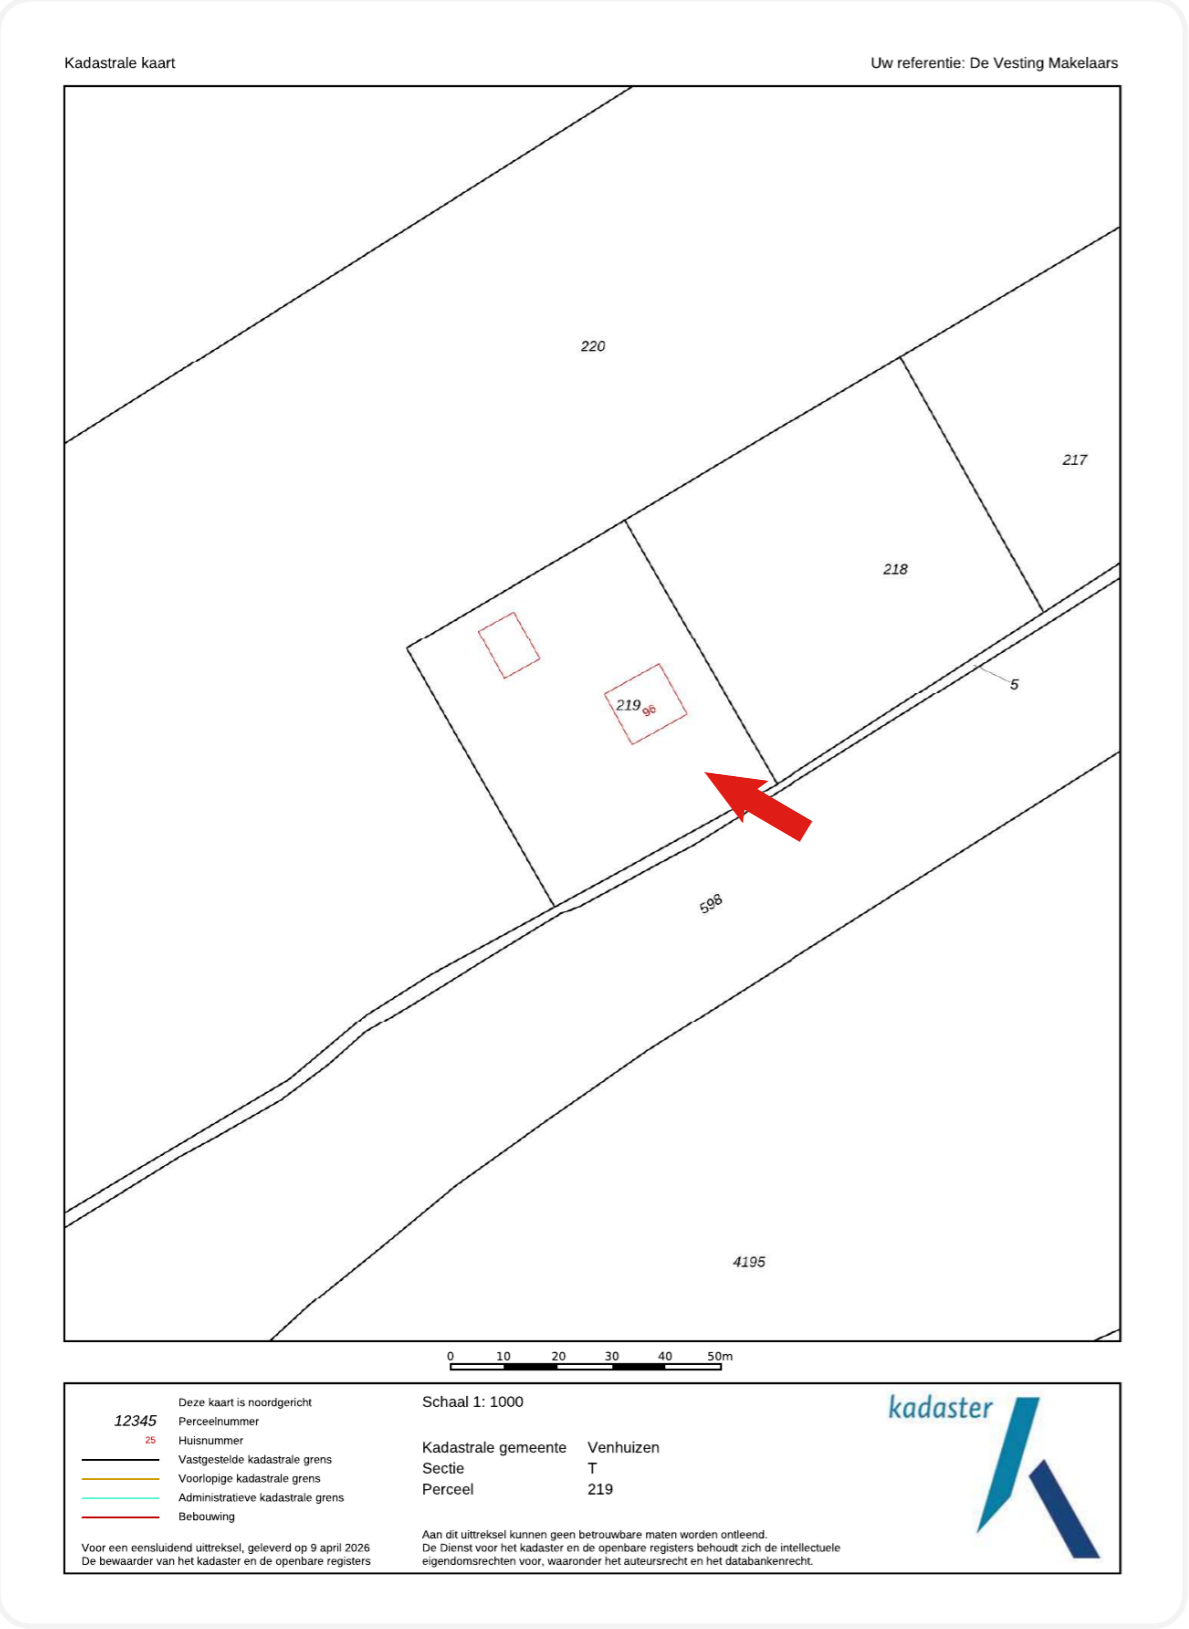 Kadastrale kaart
Uw referentie: De Vesting Makelaars
220
217
218
219
96
5
598
4195
0 10 20 30 40 50m
Deze kaart is noordgericht
12345 Perceelnummer
25 Huisnummer
Vastgestelde kadastrale grens
Voorlopige kadastrale grens
Administratieve kadastrale grens
Bebouwing
Voor een eensluidend uittreksel, geleverd op 9 april 2026
De bewaarder van het kadaster en de openbare registers
Schaal 1: 1000
Kadastrale gemeente Venhuizen
Sectie T
Perceel 219
Aan dit uittreksel kunnen geen betrouwbare maten worden ontleend.
De Dienst voor het kadaster en de openbare registers behoudt zich de intellectuele
eigendomsrechten voor, waaronder het auteursrecht en het databankenrecht.
kadaster